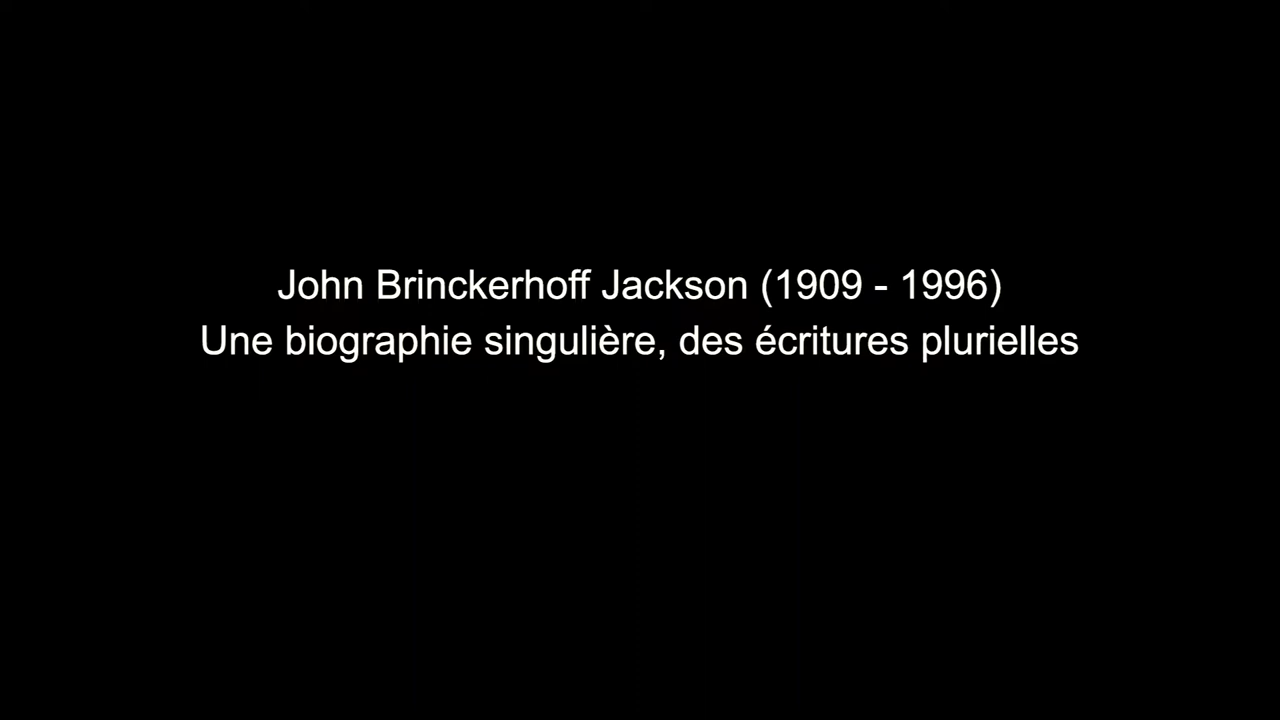 John Brinckerhoff Jackson (1909 - 1996)
Une biographie singulière, des écritures plurielles